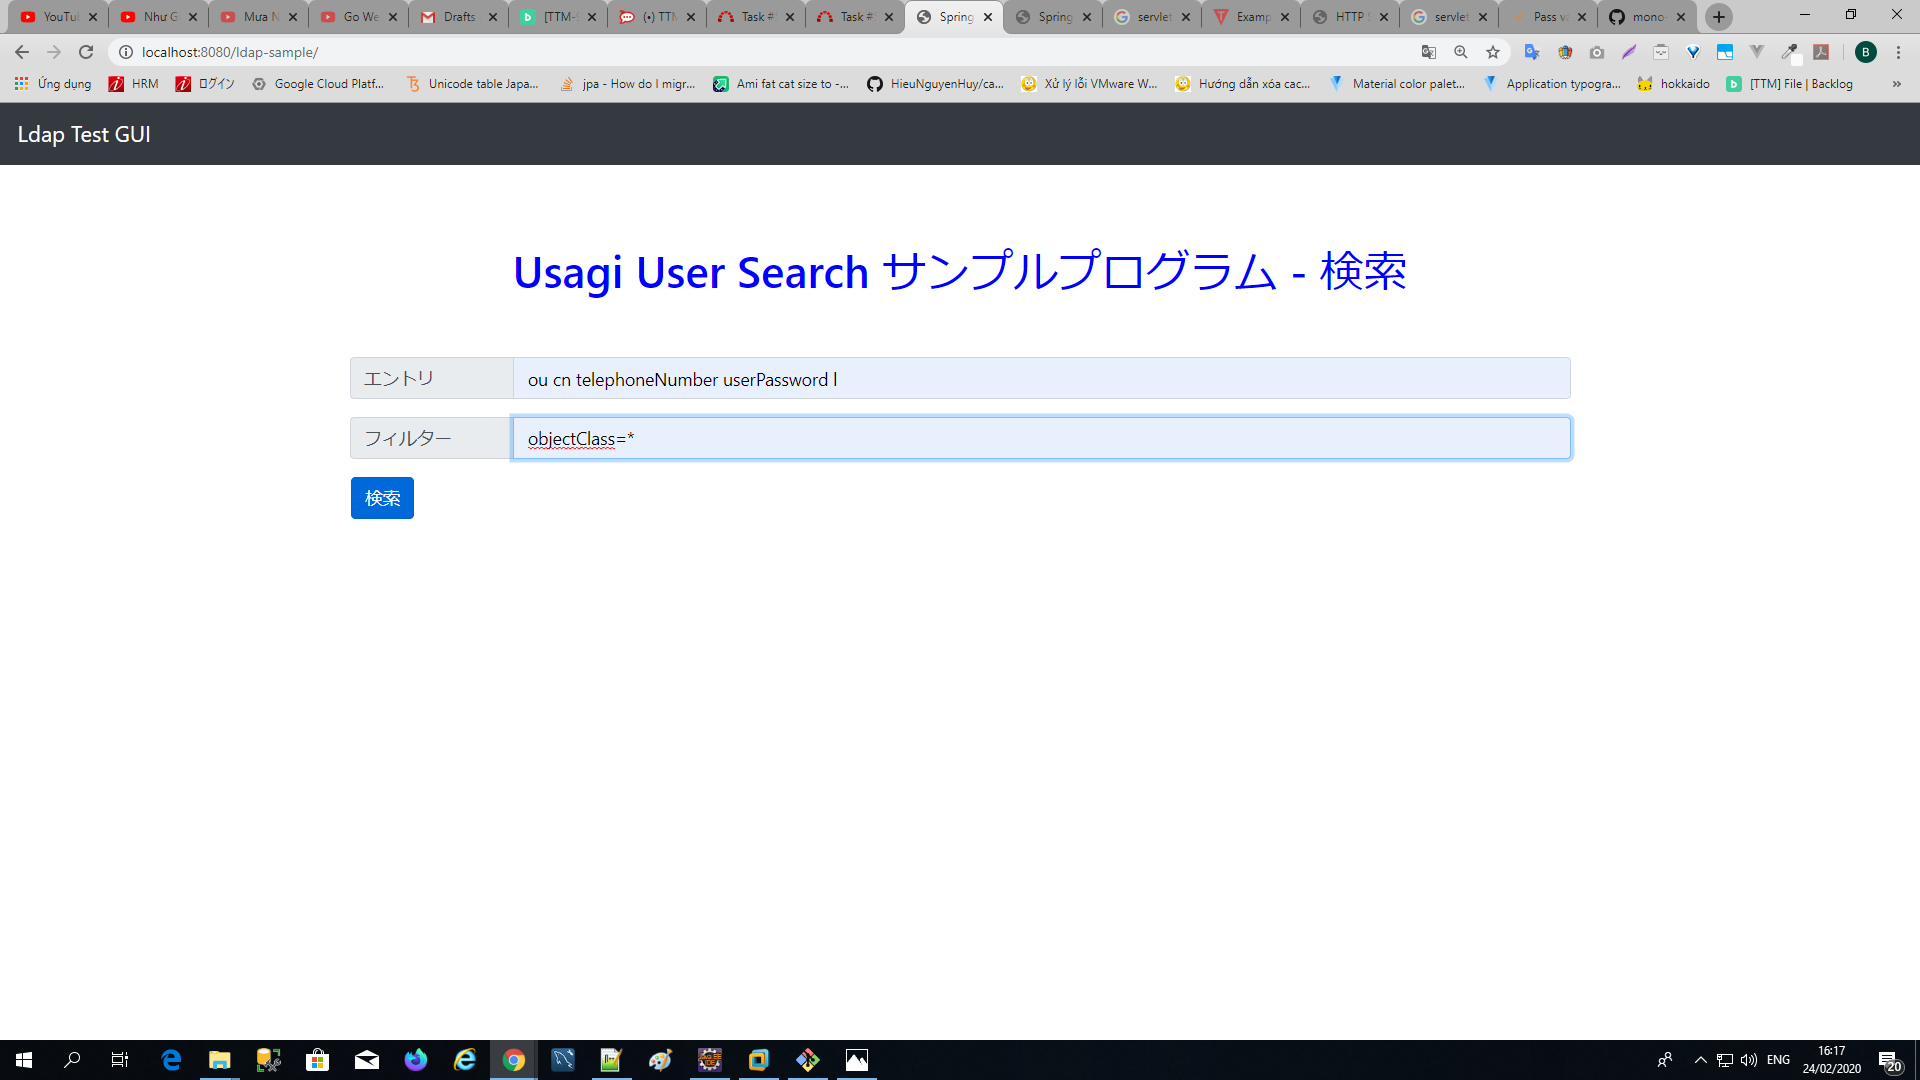 YouTu Như G Mưa N Go We Drafts [TTM-S (•) TTM Task # Task # Spring Spring servlet Examp HTTP S servlet Pass va mono
localhost:8080/ldap-sample/
B
Ứng dụng HRM ログイン Google Cloud Platf... Unicode table Japa... jpa - How do I migr... Ami fat cat size to -... HieuNguyenHuy/ca... Xử lý lỗi VMware W... Hướng dẫn xóa cac... Material color palet... Application typogra... hokkaido [TTM] File | Backlog »
Ldap Test GUI
Usagi User Search サンプルプログラム - 検索
エントリ ou cn telephoneNumber userPassword l
フィルター objectClass=*
検索
ENG 16:17
24/02/2020
20